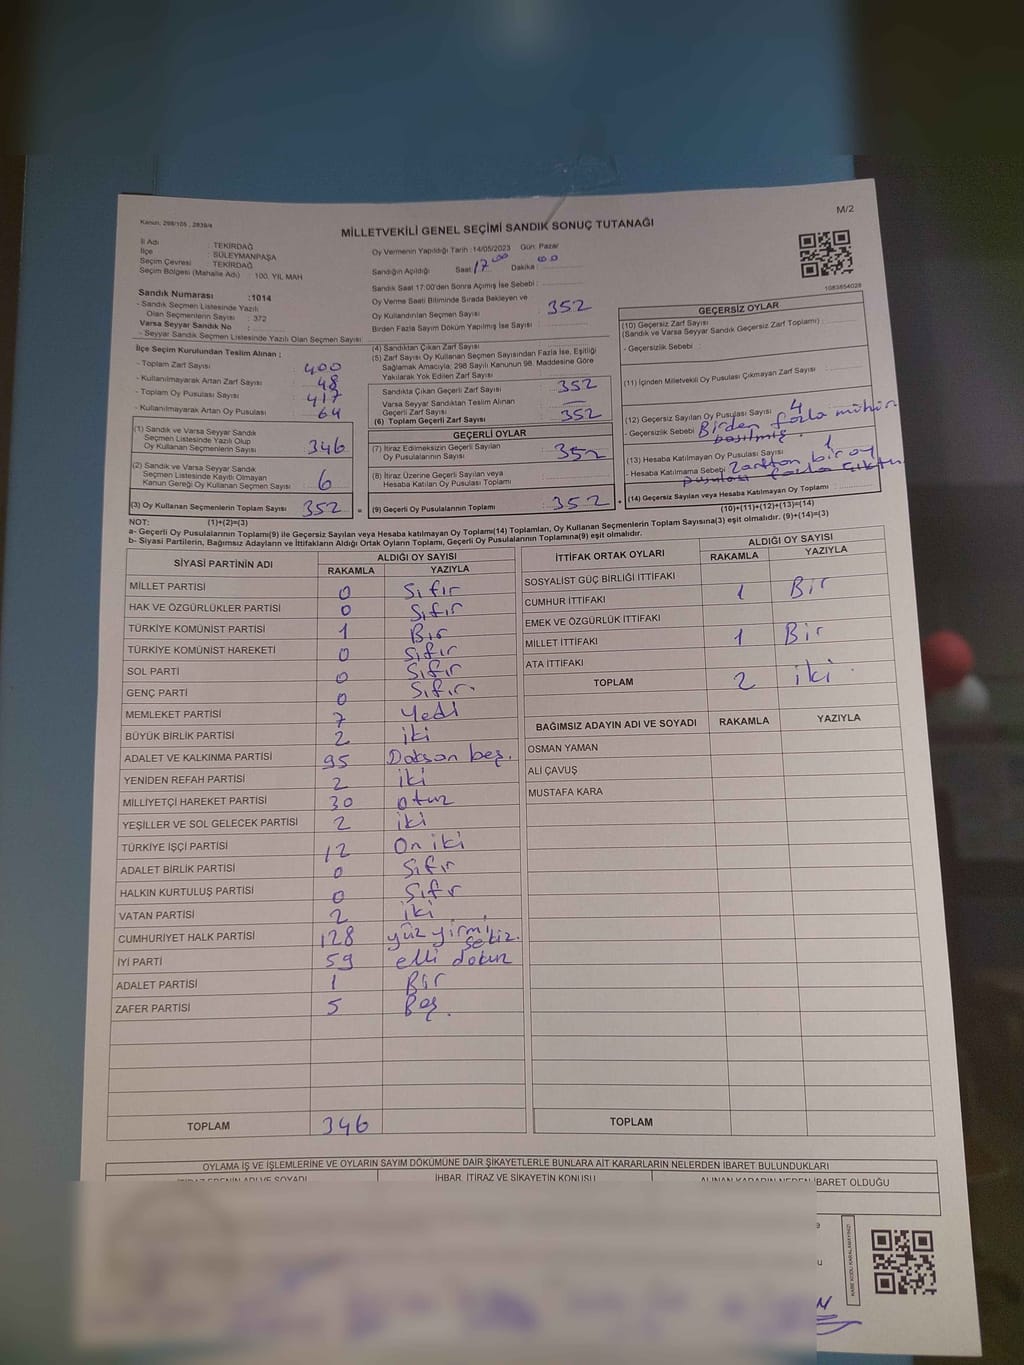 Kanun; 298/105 , 2839/4
M/2
MİLLETVEKİLİ GENEL SEÇİMİ SANDIK SONUÇ TUTANAĞI
İl Adı : TEKİRDAĞ
İlçe : SÜLEYMANPAŞA
Seçim Çevresi : TEKİRDAĞ
Seçim Bölgesi (Mahalle Adı) : 100. YIL MAH
Sandık Numarası :1014
- Sandık Seçmen Listesinde Yazılı
Olan Seçmenlerin Sayısı : 372
Varsa Seyyar Sandık No :
- Seyyar Sandık Seçmen Listesinde Yazılı Olan Seçmen Sayısı
Oy Vermenin Yapıldığı Tarih :14/05/2023 Gün: Pazar
Sandığın Açıldığı Saat: 17 00 Dakika : 00
Sandık Saat 17:00'den Sonra Açılmış İse Sebebi :
Oy Verme Saati Bitiminde Sırada Bekleyen ve
Oy Kullandırılan Seçmen Sayısı : 352
Birden Fazla Sayım Döküm Yapılmış İse Sayısı :
1083654028
İlçe Seçim Kurulundan Teslim Alınan ;
- Toplam Zarf Sayısı : 400
- Kullanılmayarak Artan Zarf Sayısı : 48
- Toplam Oy Pusulası Sayısı : 417
- Kullanılmayarak Artan Oy Pusulası : 64
(1) Sandık ve Varsa Seyyar Sandık
Seçmen Listesinde Yazılı Olup
Oy Kullanan Seçmenlerin Sayısı : 346
(2) Sandık ve Varsa Seyyar Sandık
Seçmen Listesinde Kayıtlı Olmayan
Kanun Gereği Oy Kullanan Seçmen Sayısı : 6
(3) Oy Kullanan Seçmenlerin Toplam Sayısı : 352 =
(1)+(2)=(3)
(4) Sandıktan Çıkan Zarf Sayısı
(5) Zarf Sayısı Oy Kullanan Seçmen Sayısından Fazla İse, Eşitliği
Sağlamak Amacıyla; 298 Sayılı Kanunun 98. Maddesine Göre
Yakılarak Yok Edilen Zarf Sayısı
Sandıkta Çıkan Geçerli Zarf Sayısı : 352
Varsa Seyyar Sandıktan Teslim Alınan
Geçerli Zarf Sayısı : —
(6) Toplam Geçerli Zarf Sayısı : 352
GEÇERLİ OYLAR
(7) İtiraz Edilmeksizin Geçerli Sayılan
Oy Pusulalarının Sayısı : 352
(8) İtiraz Üzerine Geçerli Sayılan veya
Hesaba Katılan Oy Pusulası Toplamı :
(9) Geçerli Oy Pusulalarının Toplamı : 352 +
GEÇERSİZ OYLAR
(10) Geçersiz Zarf Sayısı
(Sandık ve Varsa Seyyar Sandık Geçersiz Zarf Toplamı) :
- Geçersizlik Sebebi :
(11) İçinden Milletvekili Oy Pusulası Çıkmayan Zarf Sayısı :
(12) Geçersiz Sayılan Oy Pusulası Sayısı : 4
- Geçersizlik Sebebi Birden fazla mühür
basılmış.
(13) Hesaba Katılmayan Oy Pusulası Sayısı : 1
- Hesaba Katılmama Sebebi Zarftan bir oy
pusulası fazla çıktı
(14) Geçersiz Sayılan veya Hesaba Katılmayan Oy Toplamı :
(10)+(11)+(12)+(13)=(14)
NOT:
a- Geçerli Oy Pusulalarının Toplamı(9) ile Geçersiz Sayılan veya Hesaba katılmayan Oy Toplamı(14) Toplamları, Oy Kullanan Seçmenlerin Toplam Sayısına(3) eşit olmalıdır. (9)+(14)=(3)
b- Siyasi Partilerin, Bağımsız Adayların ve İttifakların Aldığı Ortak Oyların Toplamı, Geçerli Oy Pusulalarının Toplamına(9) eşit olmalıdır.
SİYASİ PARTİNİN ADI ALDIĞI OY SAYISI
RAKAMLA YAZIYLA
MİLLET PARTİSİ 0 Sıfır
HAK VE ÖZGÜRLÜKLER PARTİSİ 0 Sıfır
TÜRKİYE KOMÜNİST PARTİSİ 1 Bir
TÜRKİYE KOMÜNİST HAREKETİ 0 Sıfır
SOL PARTİ 0 Sıfır
GENÇ PARTİ 0 Sıfır.
MEMLEKET PARTİSİ 7 Yedi
BÜYÜK BİRLİK PARTİSİ 2 iki
ADALET VE KALKINMA PARTİSİ 95 Doksan beş.
YENİDEN REFAH PARTİSİ 2 iki
MİLLİYETÇİ HAREKET PARTİSİ 30 otuz
YEŞİLLER VE SOL GELECEK PARTİSİ 2 iki
TÜRKİYE İŞÇİ PARTİSİ 12 On iki
ADALET BİRLİK PARTİSİ 0 Sıfır
HALKIN KURTULUŞ PARTİSİ 0 Sıfır
VATAN PARTİSİ 2 iki
CUMHURİYET HALK PARTİSİ 128 yüz yirmi
sekiz.
İYİ PARTİ 59 elli dokuz
ADALET PARTİSİ 1 Bir
ZAFER PARTİSİ 5 Beş.
TOPLAM 346
İTTİFAK ORTAK OYLARI ALDIĞI OY SAYISI
RAKAMLA YAZIYLA
SOSYALİST GÜÇ BİRLİĞİ İTTİFAKI
CUMHUR İTTİFAKI 1 Bir
EMEK VE ÖZGÜRLÜK İTTİFAKI
MİLLET İTTİFAKI 1 Bir
ATA İTTİFAKI
TOPLAM 2 iki.
BAĞIMSIZ ADAYIN ADI VE SOYADI RAKAMLA YAZIYLA
OSMAN YAMAN
ALİ ÇAVUŞ
MUSTAFA KARA
TOPLAM
OYLAMA İŞ VE İŞLEMLERİNE VE OYLARIN SAYIM DÖKÜMÜNE DAİR ŞİKAYETLERLE BUNLARA AİT KARARLARIN NELERDEN İBARET BULUNDUKLARI
İTİRAZ EDENİN ADI VE SOYADI İHBAR, İTİRAZ VE ŞİKAYETİN KONUSU ALINAN KARARIN NEDEN İBARET OLDUĞU
KARE KODU KARALAMAYINIZ!